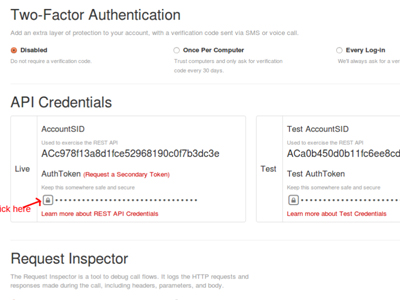 Two-Factor Authentication
Add an extra layer of protection to your account, with a verification code sent via SMS or voice call.
Disabled Once Per Computer Every Log-in
Do not require a verification code. Trust computers and only ask for verification We'll always ask for a ve
code every 30 days.
API Credentials
AccountSID Test AccountSID
Used to exercise the REST API Used to exercise the REST API
ACc978f13a8d1fce52968190c0f7b3dc3e ACa0b450d0b11fc6ee8cd
Live AuthToken (Request a Secondary Token) Test Test AuthToken
Keep this somewhere safe and secure Keep this somewhere safe and secure
ick here
Learn more about REST API Credentials Learn more about Test Credentials
Request Inspector
The Request Inspector is a tool to debug call flows. It logs the HTTP requests and
responses made during the call, including headers, parameters, and body.